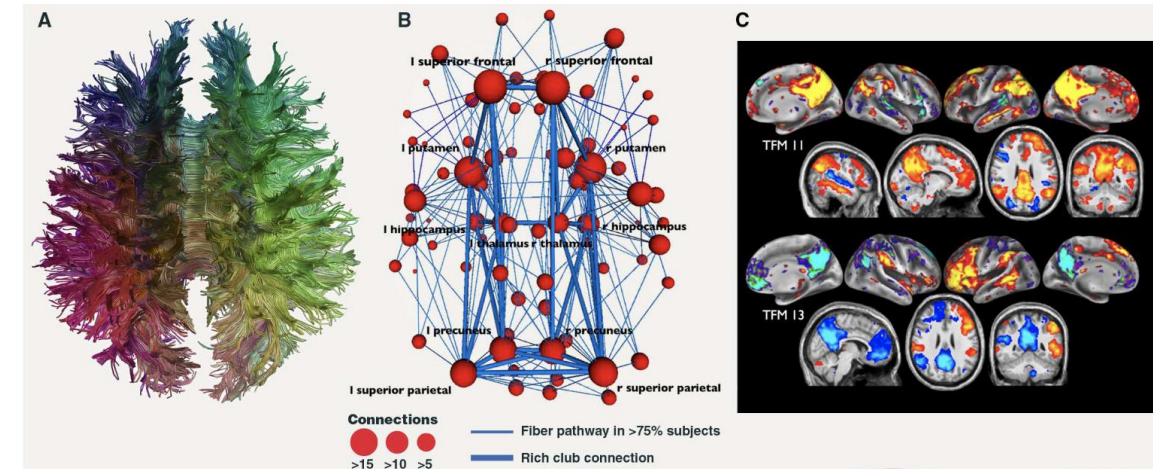 A
B
C
l superior frontal
r superior frontal
l putamen
r putamen
l hippocampus
r hippocampus
l thalamus
r thalamus
l precuneus
r precuneus
l superior parietal
r superior parietal
Connections
>15
>10
>5
Fiber pathway in >75% subjects
Rich club connection
TFM 11
TFM 13